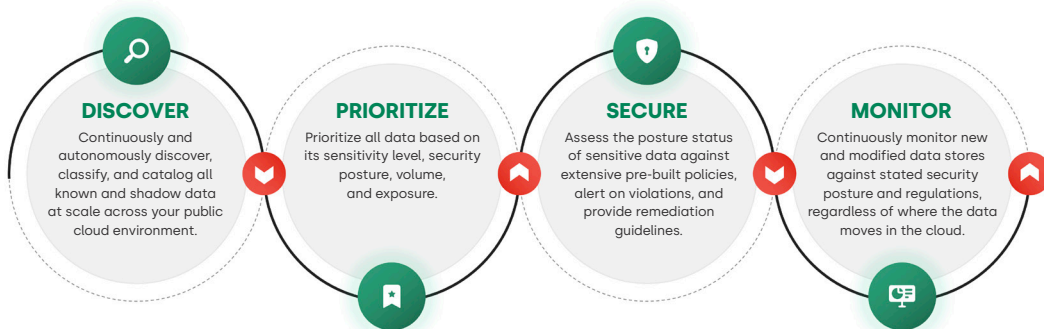 DISCOVER
Continuously and
autonomously discover,
classify, and catalog all
known and shadow data
at scale across your public
cloud environment.
PRIORITIZE
Prioritize all data based on
its sensitivity level, security
posture, volume,
and exposure.
SECURE
Assess the posture status
of sensitive data against
extensive pre-built policies,
alert on violations, and
provide remediation
guidelines.
MONITOR
Continuously monitor new
and modified data stores
against stated security
posture and regulations,
regardless of where the data
moves in the cloud.